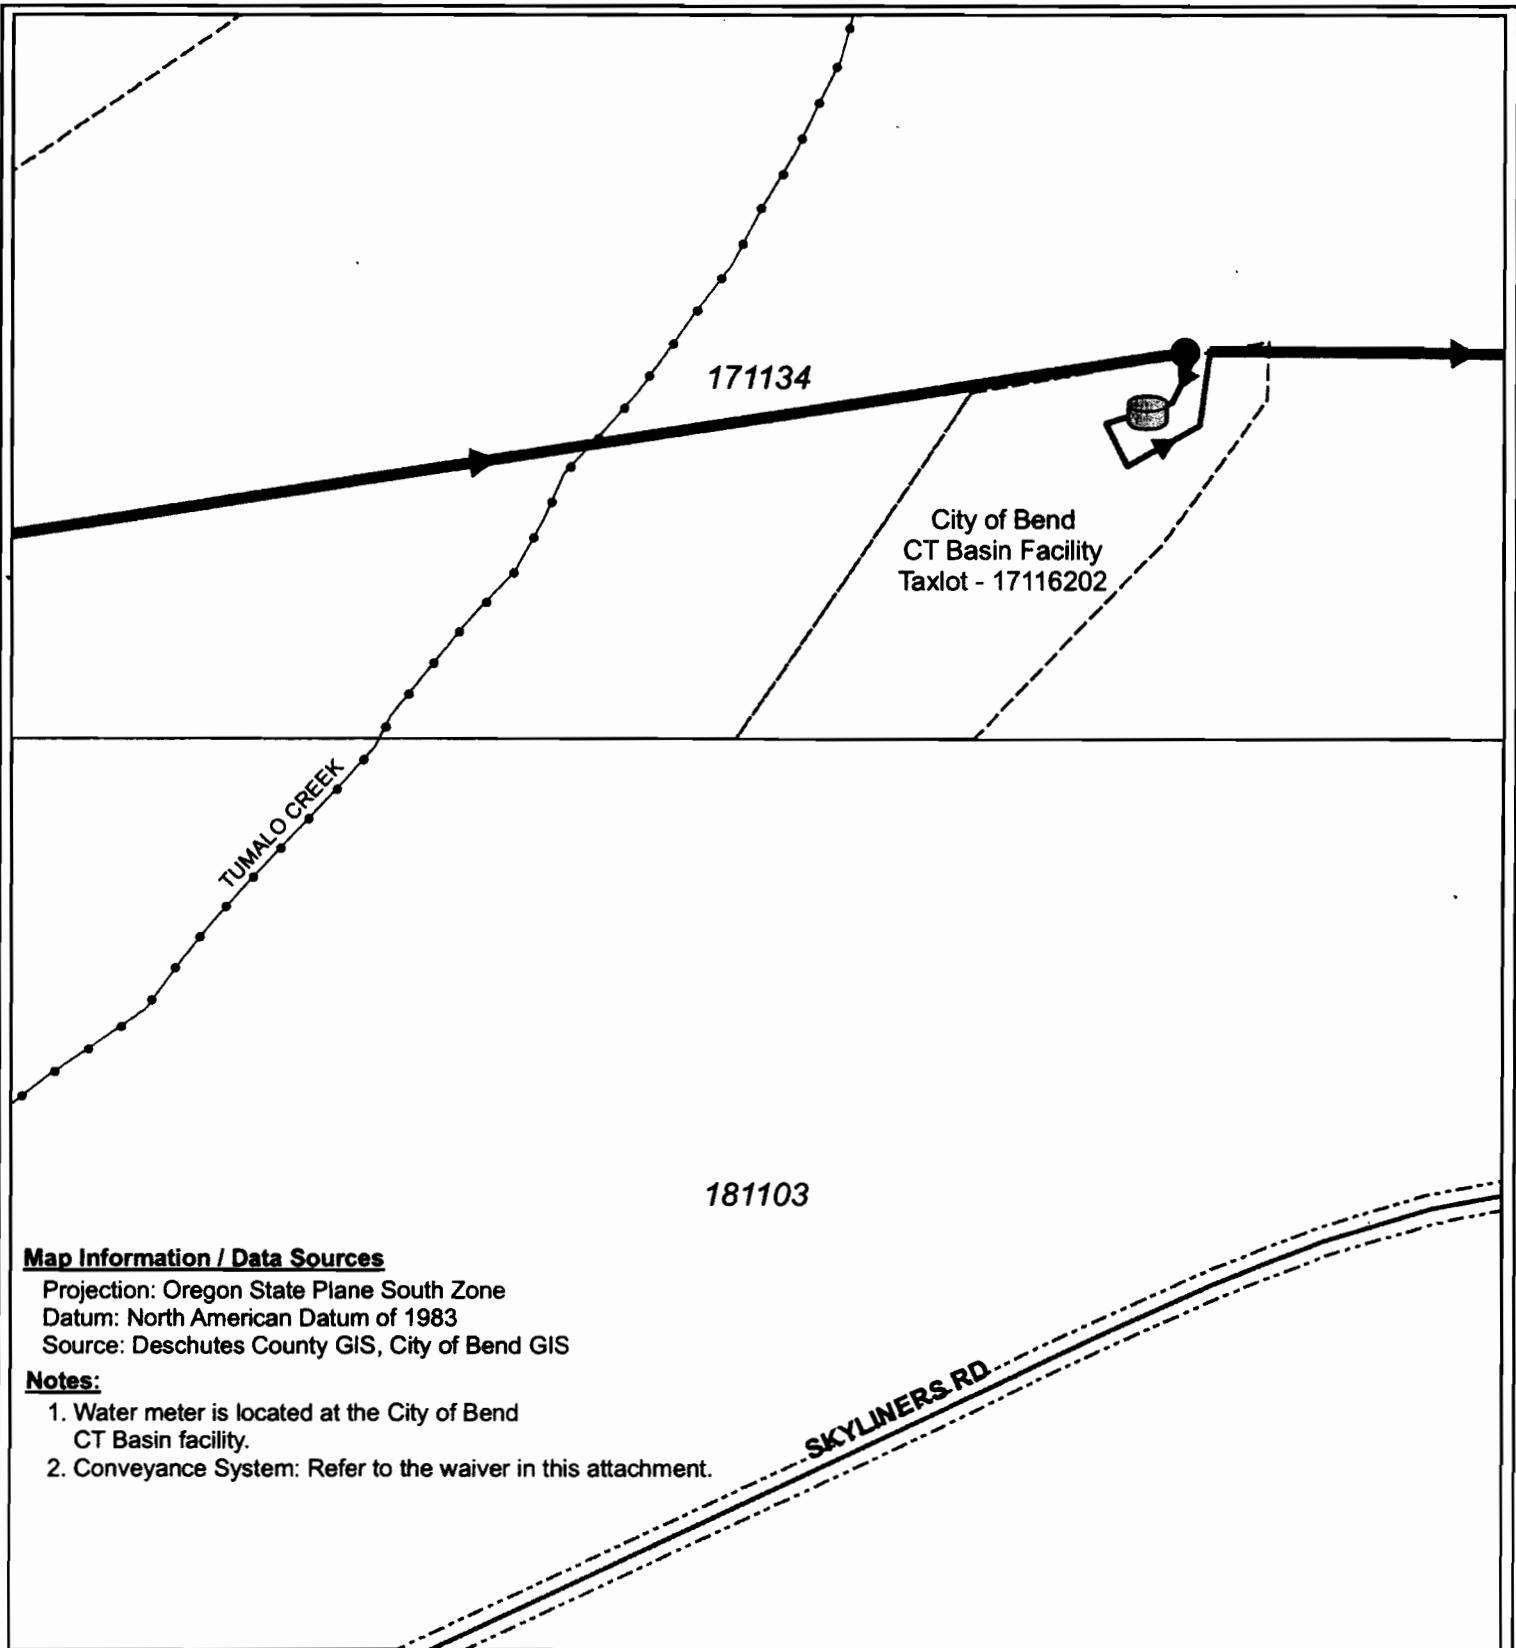 171134
City of Bend
CT Basin Facility
Taxlot - 17116202
TUMALO CREEK
181103
Map Information / Data Sources
Projection: Oregon State Plane South Zone
Datum: North American Datum of 1983
Source: Deschutes County GIS, City of Bend GIS
Notes:
1. Water meter is located at the City of Bend
CT Basin facility.
2. Conveyance System: Refer to the waiver in this attachment.
SKYLINERS RD